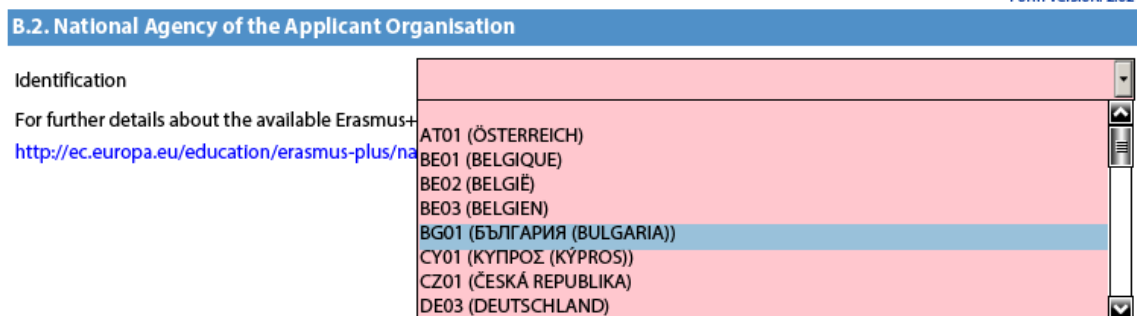 B.2. National Agency of the Applicant Organisation
Identification
For further details about the available Erasmus+
http://ec.europa.eu/education/erasmus-plus/na
AT01 (ÖSTERREICH)
BE01 (BELGIQUE)
BE02 (BELGIË)
BE03 (BELGIEN)
BG01 (БЪЛГАРИЯ (BULGARIA))
CY01 (ΚΥΠΡΟΣ (KÝPROS))
CZ01 (ČESKÁ REPUBLIKA)
DE03 (DEUTSCHLAND)